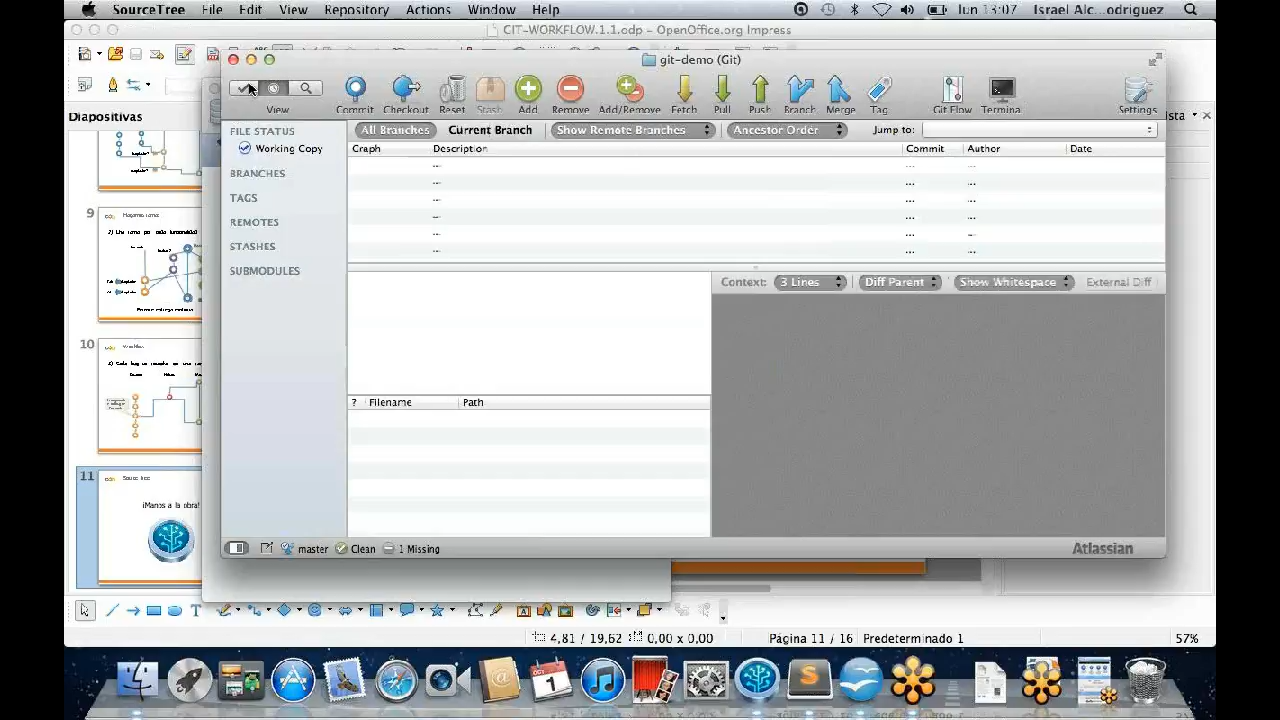 SourceTree File Edit View Repository Actions Window Help lun 13:07 Israel Alc...odriguez
CIT-WORKFLOW.1.1.odp - OpenOffice.org Impress
git-demo (Git)
View Commit Checkout Reset Stash Add Remove Add/Remove Fetch Pull Push Branch Merge Tag Git Flow Termina Settings
Diapositivas
FILE STATUS
Working Copy
BRANCHES
TAGS
REMOTES
STASHES
SUBMODULES
All Branches Current Branch Show Remote Branches Ancestor Order Jump to:
Graph Description Commit Author Date
Context: 3 Lines Diff Parent Show Whitespace External Diff
? Filename Path
9
10
11
¡Manos a la obra!
master Clean 1 Missing Atlassian
4,81 / 19,62 0,00 x 0.00 Página 11 / 16 Predeterminado 1 57%